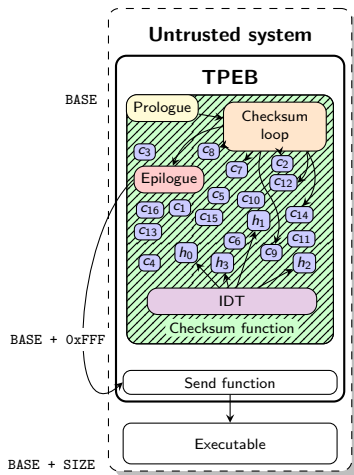 Untrusted system
TPEB
BASE
Prologue
Checksum
loop
c3
c8
c7
c2
Epilogue
c12
c5
c10
c16
c1
c15
h1
c14
c13
c6
c11
h0
c9
c4
h3
h2
IDT
Checksum function
BASE + 0xFFF
Send function
Executable
BASE + SIZE